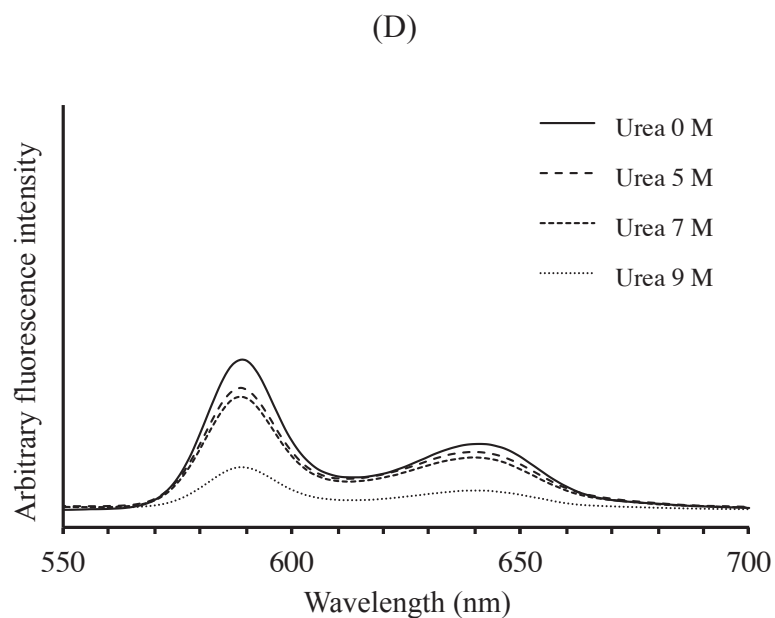 (D)
Urea 0 M
Urea 5 M
Urea 7 M
Urea 9 M
Arbitrary fluorescence intensity
550 600 650 700
Wavelength (nm)